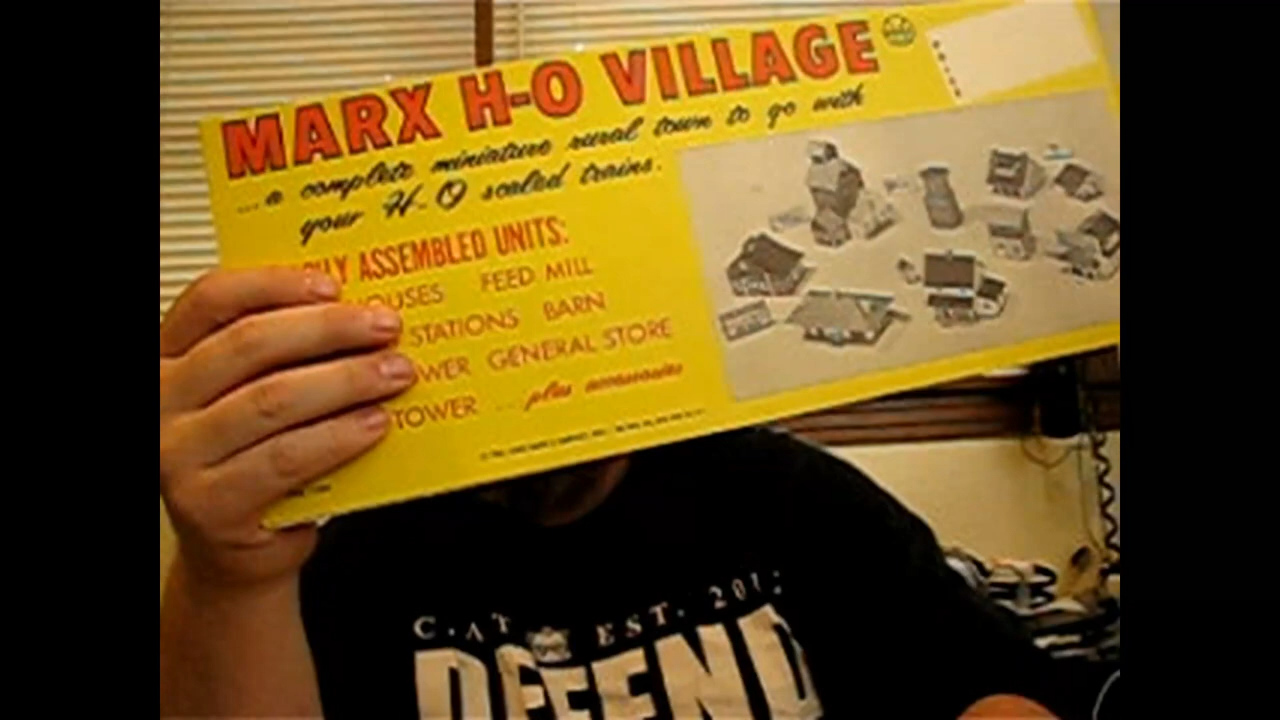 MARX H-O VILLAGE
...a complete miniature rural town to go with
your H-O scaled trains.
ASSEMBLED UNITS:
HOUSES FEED MILL
STATIONS BARN
GENERAL STORE
TOWER ...plus accessories
EST. 201
DEFEND